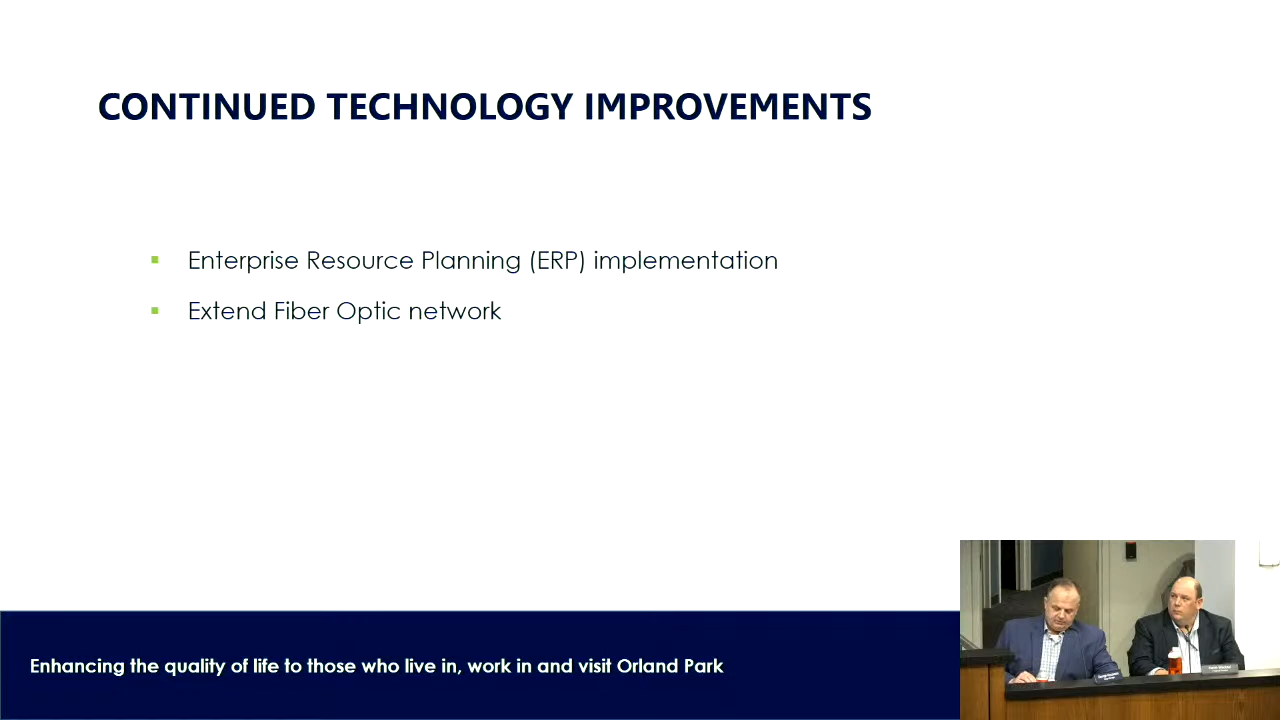 CONTINUED TECHNOLOGY IMPROVEMENTS
▪ Enterprise Resource Planning (ERP) implementation
▪ Extend Fiber Optic network
Enhancing the quality of life to those who live in, work in and visit Orland Park